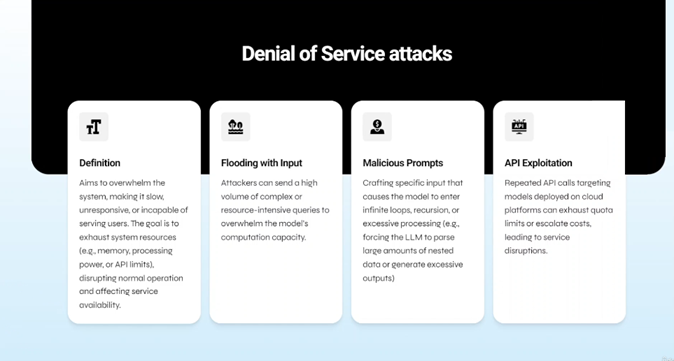 Denial of Service attacks
Definition
Aims to overwhelm the
system, making it slow,
unresponsive, or incapable of
serving users. The goal is to
exhaust system resources
(e.g., memory, processing
power, or API limits),
disrupting normal operation
and affecting service
availability.
Flooding with Input
Attackers can send a high
volume of complex or
resource-intensive queries to
overwhelm the model's
computation capacity.
Malicious Prompts
Crafting specific input that
causes the model to enter
infinite loops, recursion, or
excessive processing (e.g.,
forcing the LLM to parse
large amounts of nested
data or generate excessive
outputs)
API
API Exploitation
Repeated API calls targeting
models deployed on cloud
platforms can exhaust quota
limits or escalate costs,
leading to service
disruptions.